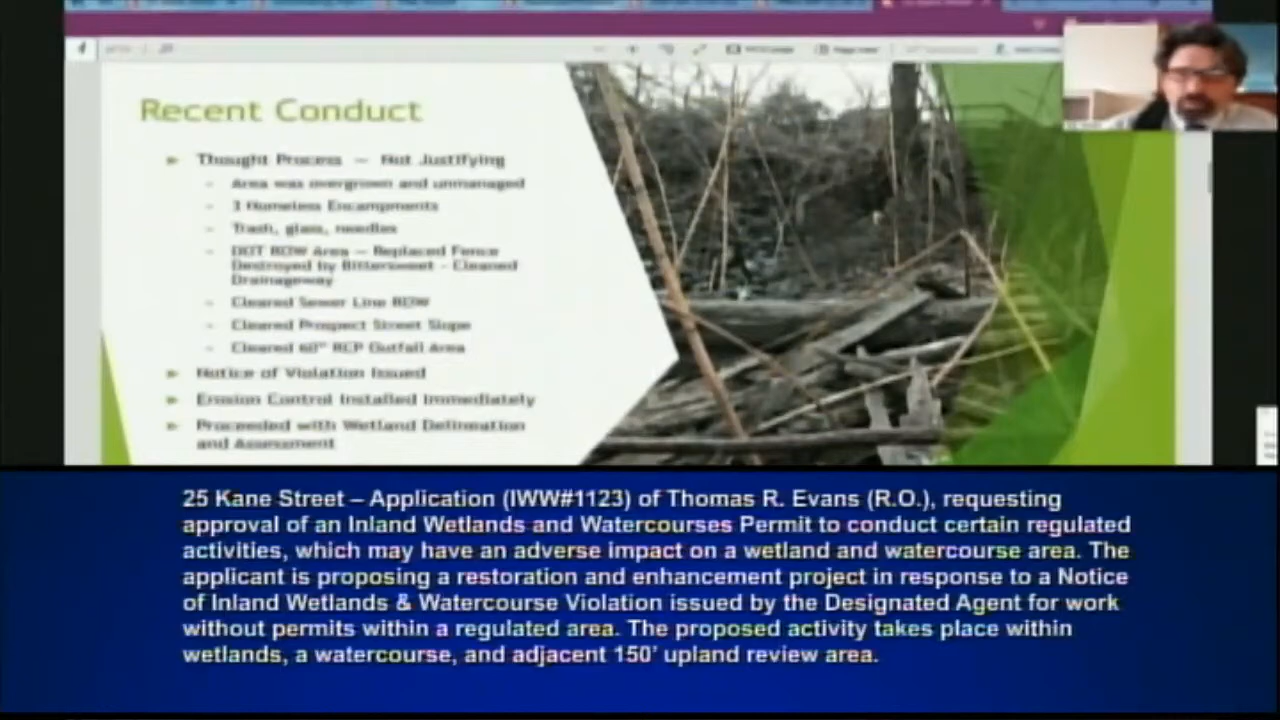 Recent Conduct
Thought Process – Not Justifying
Area was overgrown and unmanaged
3 Homeless Encampments
Trash, glass, needles
DOT ROW Area – Replaced Fence
Destroyed by Bittersweet - Cleaned
Drainageway
Cleared Sewer Line ROW
Cleared Prospect Street Slope
Cleared 60" RCP Outfall Area
Notice of Violation Issued
Erosion Control Installed Immediately
Proceeded with Wetland Delineation
and Assessment
25 Kane Street – Application (IWW#1123) of Thomas R. Evans (R.O.), requesting
approval of an Inland Wetlands and Watercourses Permit to conduct certain regulated
activities, which may have an adverse impact on a wetland and watercourse area. The
applicant is proposing a restoration and enhancement project in response to a Notice
of Inland Wetlands & Watercourse Violation issued by the Designated Agent for work
without permits within a regulated area. The proposed activity takes place within
wetlands, a watercourse, and adjacent 150’ upland review area.